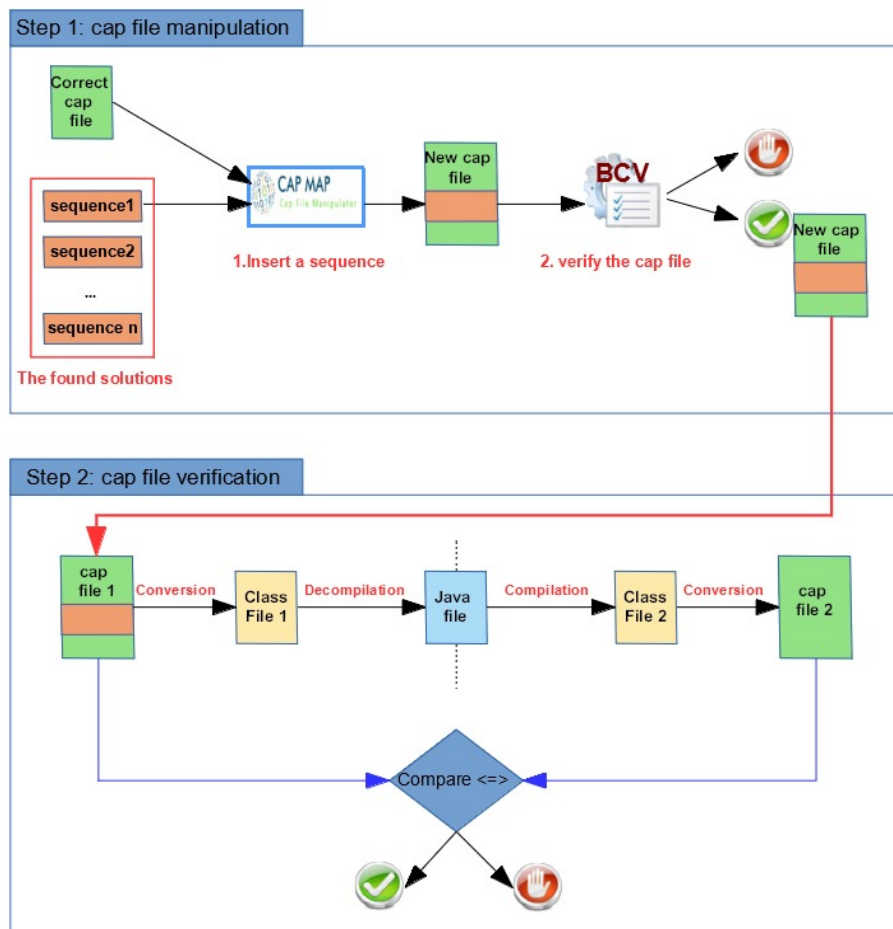 Step 1: cap file manipulation
Correct
cap
file
sequence1
sequence2
...
sequence n
The found solutions
CAP MAP
Cap File Manipulator
1.Insert a sequence
New cap
file
BCV
2. verify the cap file
New cap
file
Step 2: cap file verification
cap
file 1
Conversion
Class
File 1
Decompilation
Java
file
Compilation
Class
File 2
Conversion
cap
file 2
Compare <=>